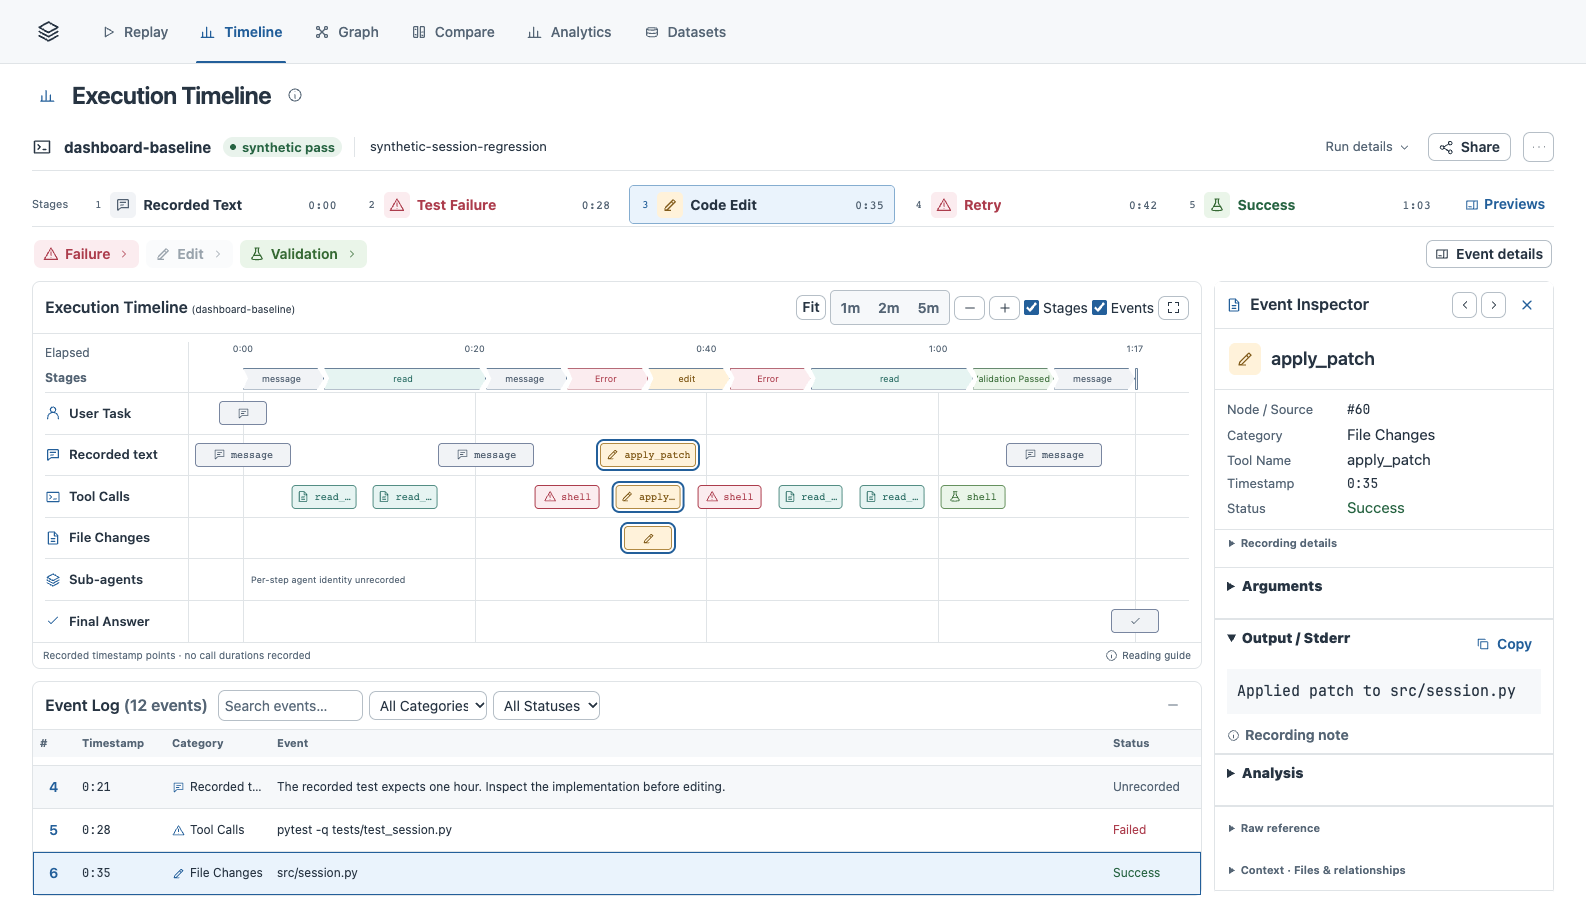 Replay
Timeline
Graph
Compare
Analytics
Datasets
Execution Timeline
dashboard-baseline
synthetic pass
synthetic-session-regression
Run details
Share
Stages
1 Recorded Text 0:00
2 Test Failure 0:28
3 Code Edit 0:35
4 Retry 0:42
5 Success 1:03
Previews
Failure
Edit
Validation
Event details
Execution Timeline (dashboard-baseline)
Fit
1m 2m 5m
− +
Stages
Events
Elapsed 0:00 0:20 0:40 1:00 1:17
Stages message read message Error edit Error read alidation Passed message
User Task
Recorded text message message apply_patch message
Tool Calls read_… read_… shell apply… shell read_… read_… shell
File Changes
Sub-agents Per-step agent identity unrecorded
Final Answer
Recorded timestamp points · no call durations recorded
Reading guide
Event Log (12 events)
Search events...
All Categories
All Statuses
# Timestamp Category Event Status
4 0:21 Recorded t... The recorded test expects one hour. Inspect the implementation before editing. Unrecorded
5 0:28 Tool Calls pytest -q tests/test_session.py Failed
6 0:35 File Changes src/session.py Success
Event Inspector
apply_patch
Node / Source #60
Category File Changes
Tool Name apply_patch
Timestamp 0:35
Status Success
Recording details
Arguments
Output / Stderr
Copy
Applied patch to src/session.py
Recording note
Analysis
Raw reference
Context · Files & relationships